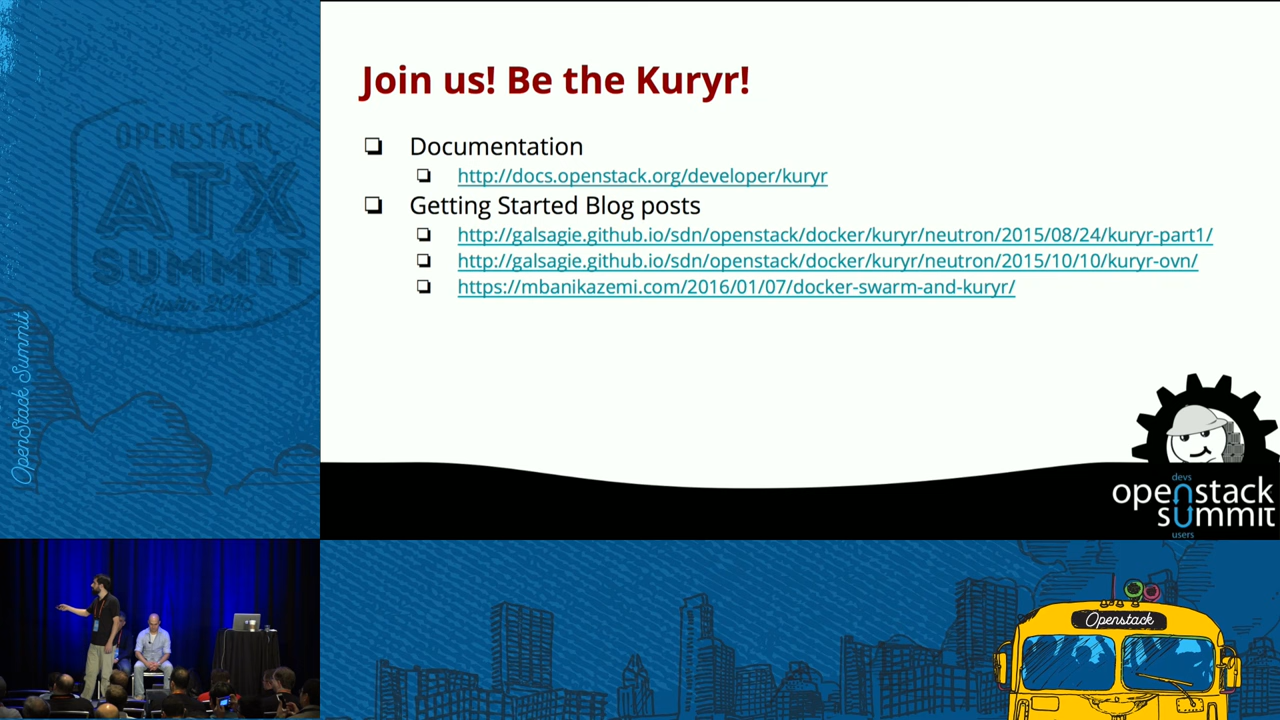 Join us! Be the Kuryr!
Documentation
http://docs.openstack.org/developer/kuryr
Getting Started Blog posts
http://galsagie.github.io/sdn/openstack/docker/kuryr/neutron/2015/08/24/kuryr-part1/
http://galsagie.github.io/sdn/openstack/docker/kuryr/neutron/2015/10/10/kuryr-ovn/
https://mbanikazemi.com/2016/01/07/docker-swarm-and-kuryr/
devs
openstack
summit
users
OPENSTACK
ATX
SUMMIT
OpenStack Summit
Openstack